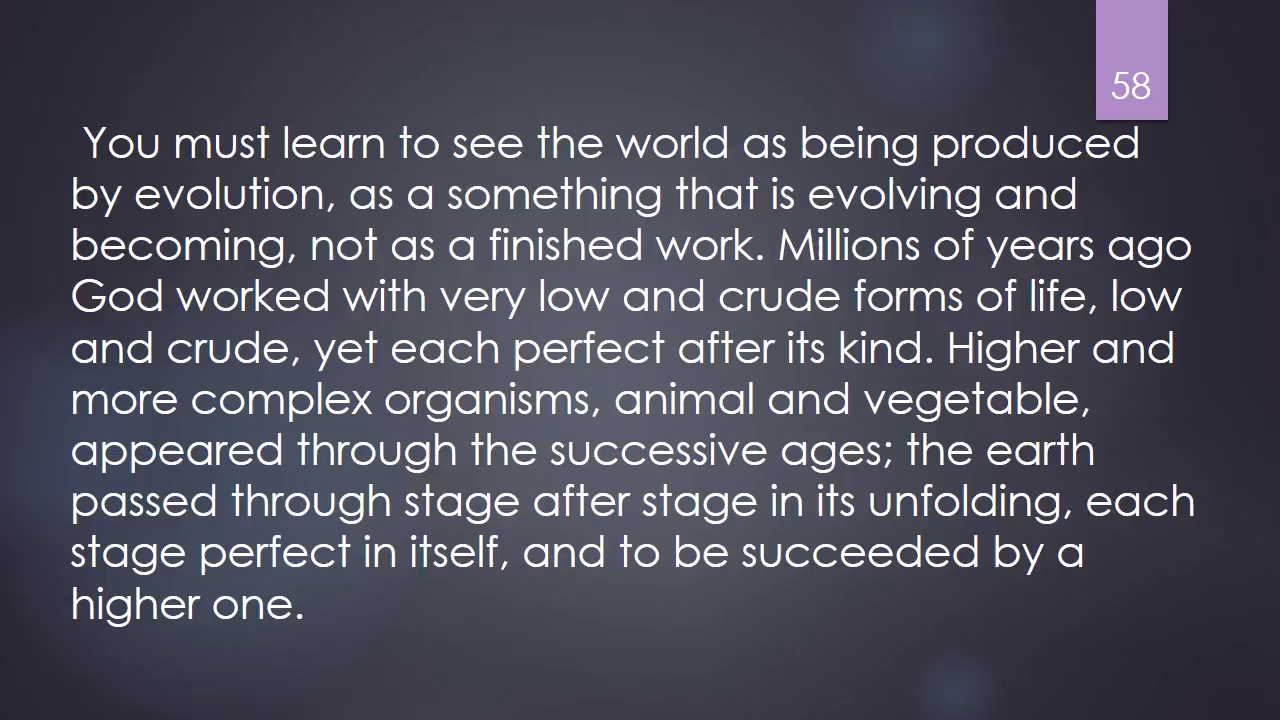 58
You must learn to see the world as being produced
by evolution, as a something that is evolving and
becoming, not as a finished work. Millions of years ago
God worked with very low and crude forms of life, low
and crude, yet each perfect after its kind. Higher and
more complex organisms, animal and vegetable,
appeared through the successive ages; the earth
passed through stage after stage in its unfolding, each
stage perfect in itself, and to be succeeded by a
higher one.